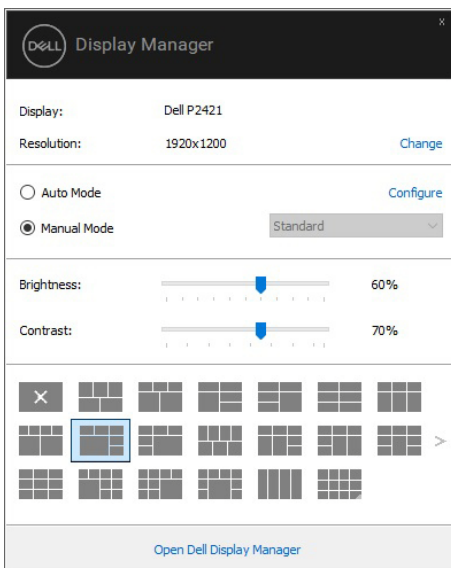 x
DELL Display Manager
Display: Dell P2421
Resolution: 1920x1200 Change
Auto Mode Configure
Manual Mode Standard
Brightness: 60%
Contrast: 70%
Open Dell Display Manager